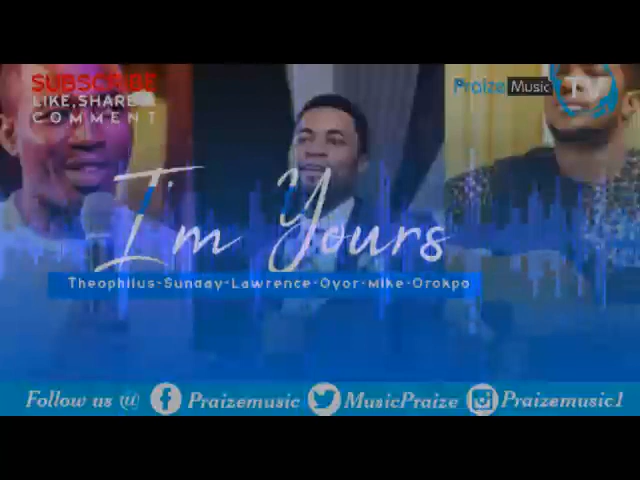 SUBSCRIBE
LIKE, SHARE &
COMMENT
Praize Music TV
I'm Yours
Theophilus-Sunday-Lawrence-Oyor-Mike-Orokpo
Follow us @ Praizemusic MusicPraize Praizemusic1